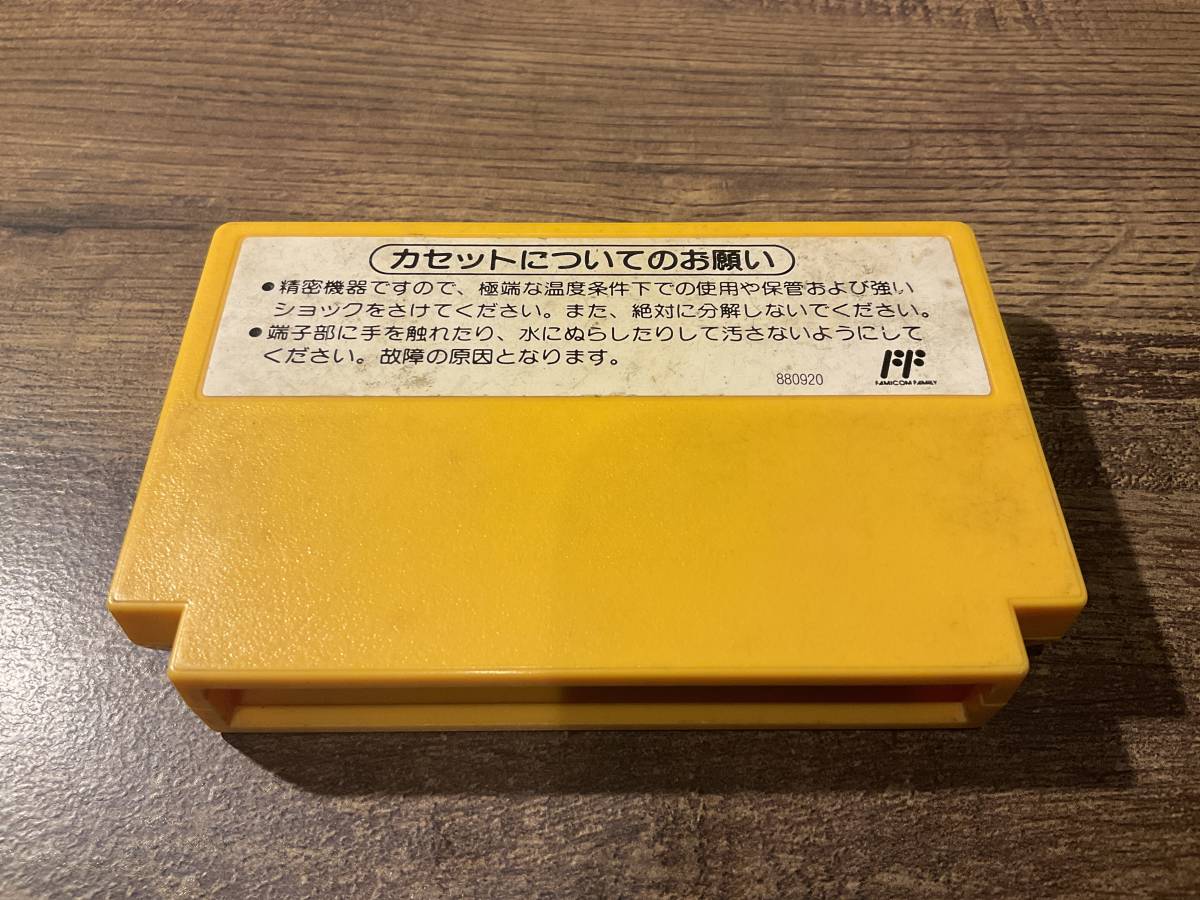 カセットについてのお願い
●精密機器ですので、極端な温度条件下での使用や保管および強い
ショックをさけてください。また、絶対に分解しないでください。
●端子部に手を触れたり、水にぬらしたりして汚さないようにして
ください。故障の原因となります。
880920
FAMICOM FAMILY